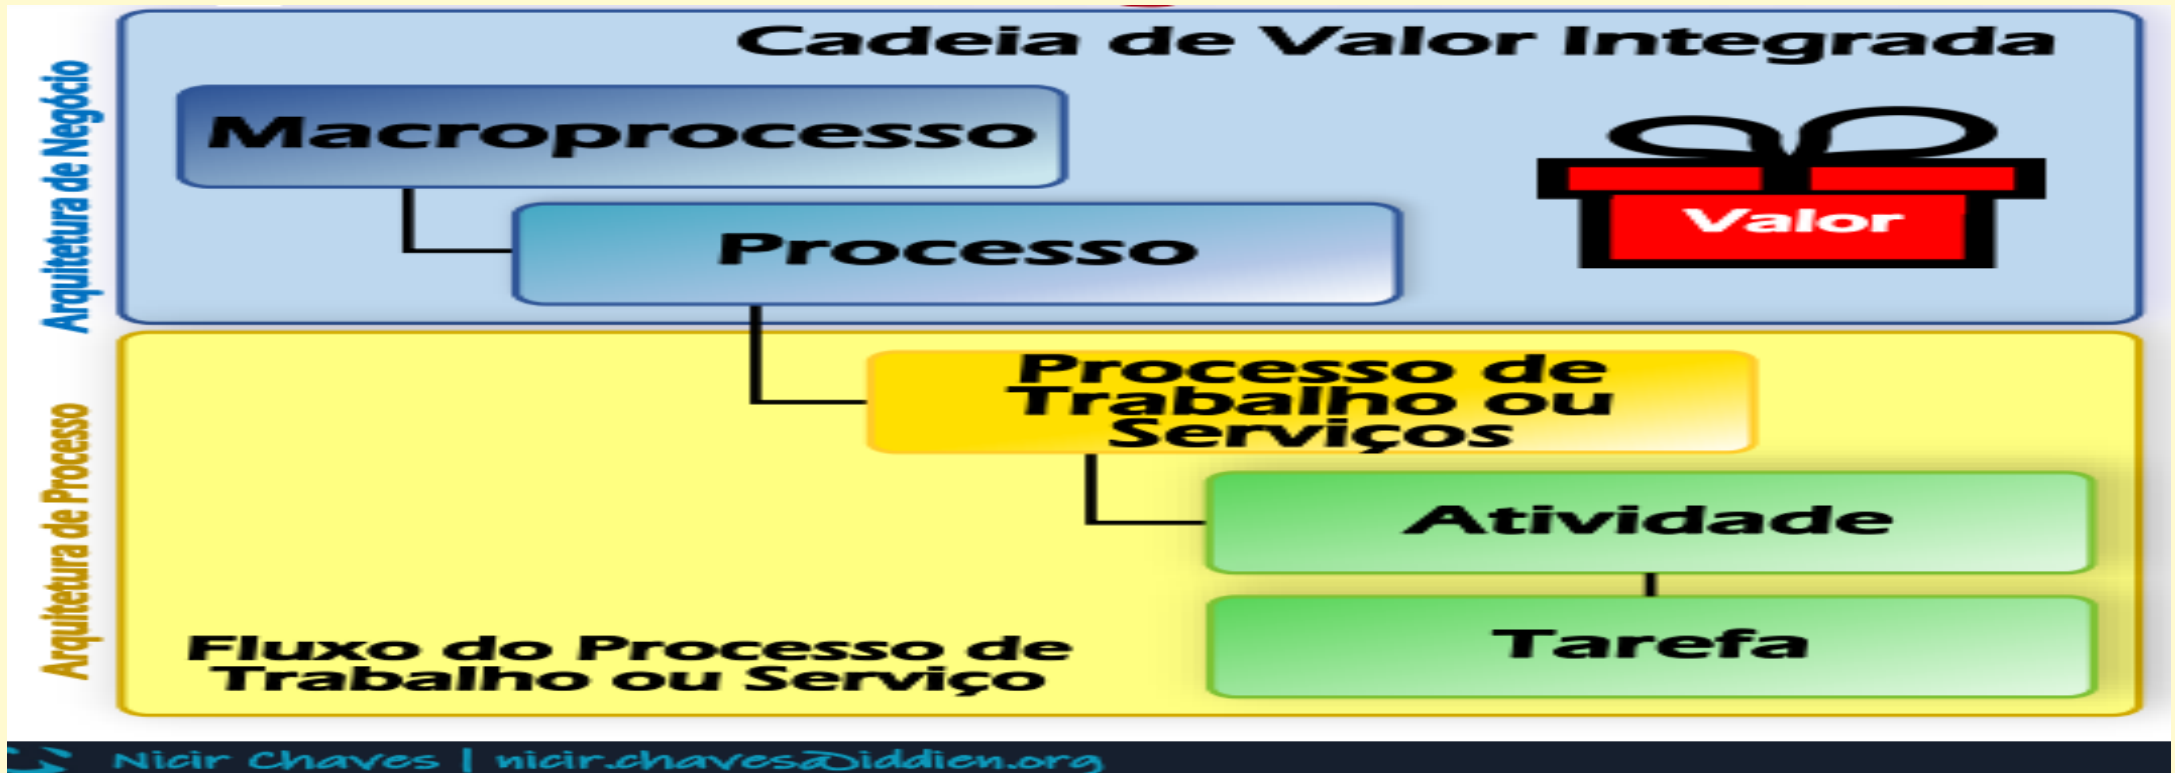 Cadeia de Valor Integrada
Arquitetura de Negócio
Macroprocesso
Processo
Valor
Arquitetura de Processo
Processo de
Trabalho ou
Serviços
Atividade
Tarefa
Fluxo do Processo de
Trabalho ou Serviço
Nicir Chaves | nicir.chaves@iddien.org